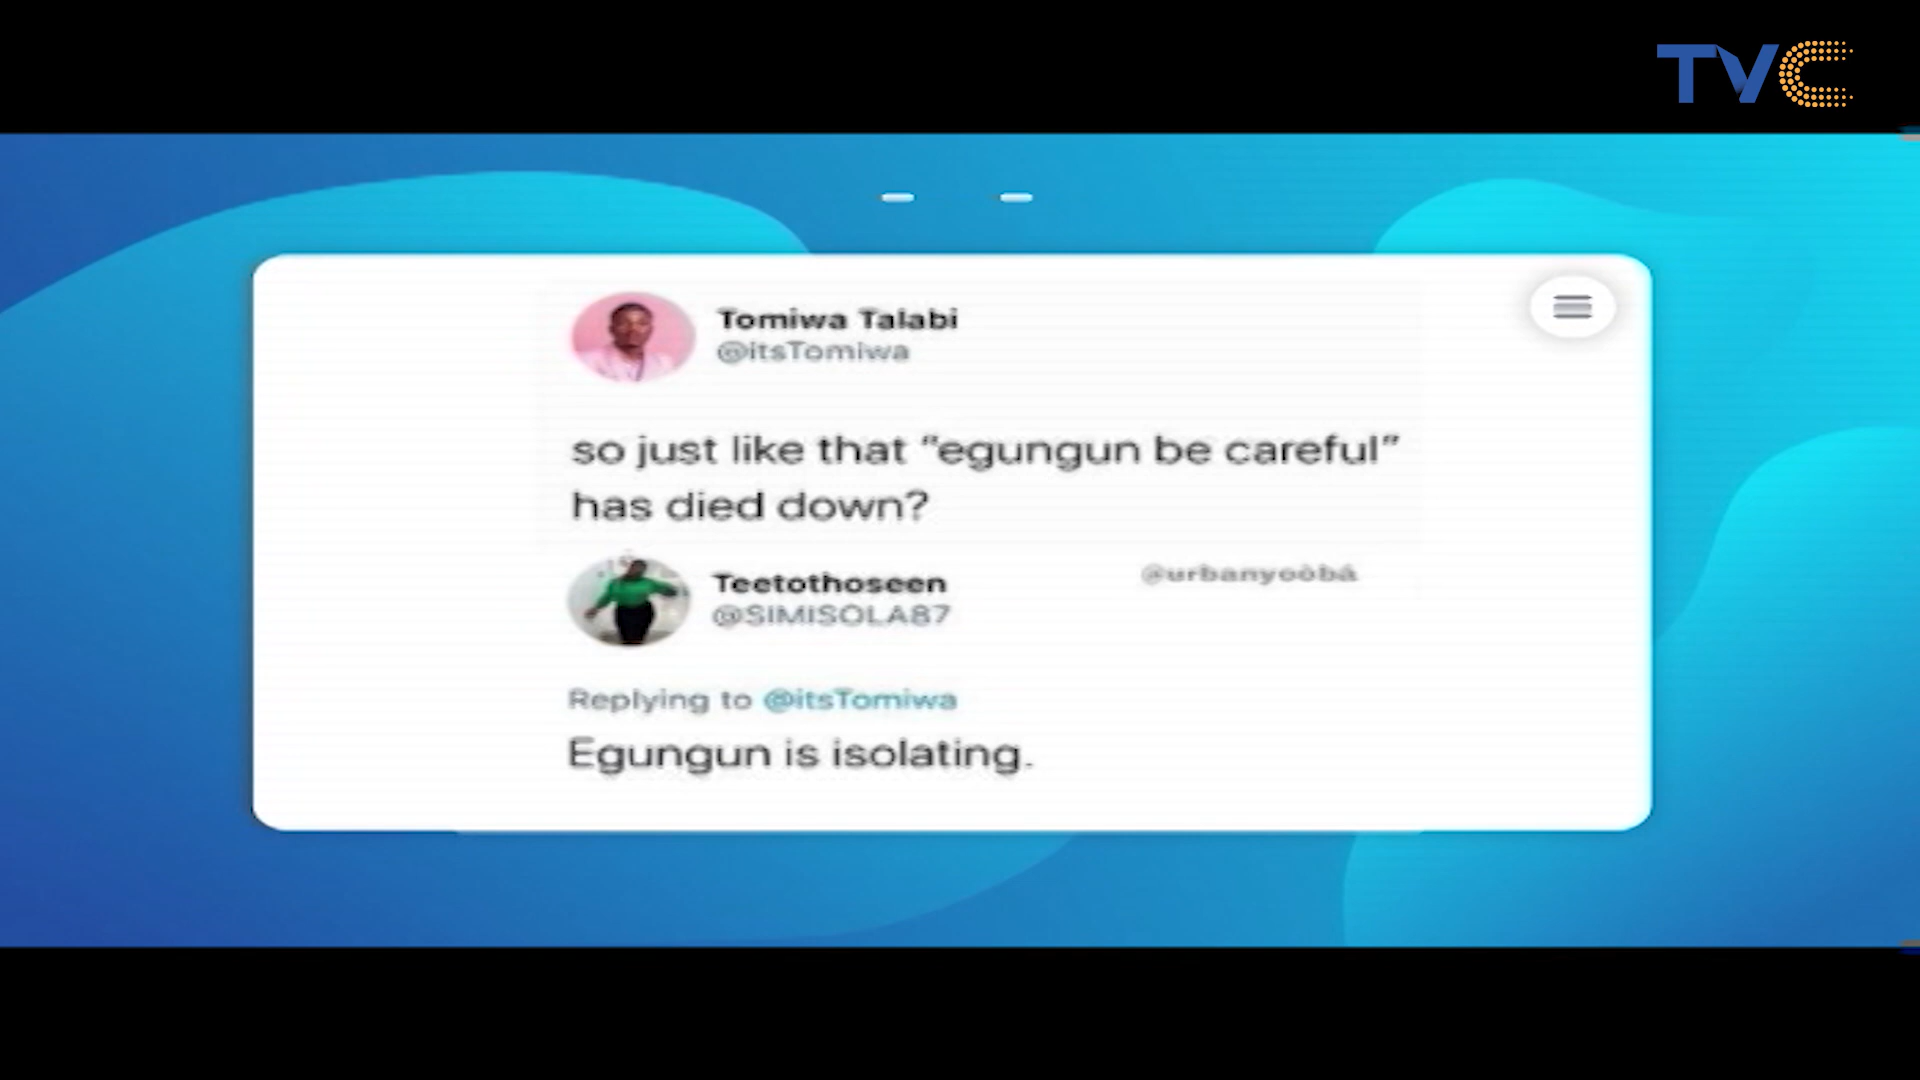 TVC
Tomiwa Talabi
@itsTomiwa
so just like that “egungun be careful”
has died down?
Teetothoseen
@SIMISOLA87
@urbanyoòbá
Replying to @itsTomiwa
Egungun is isolating.